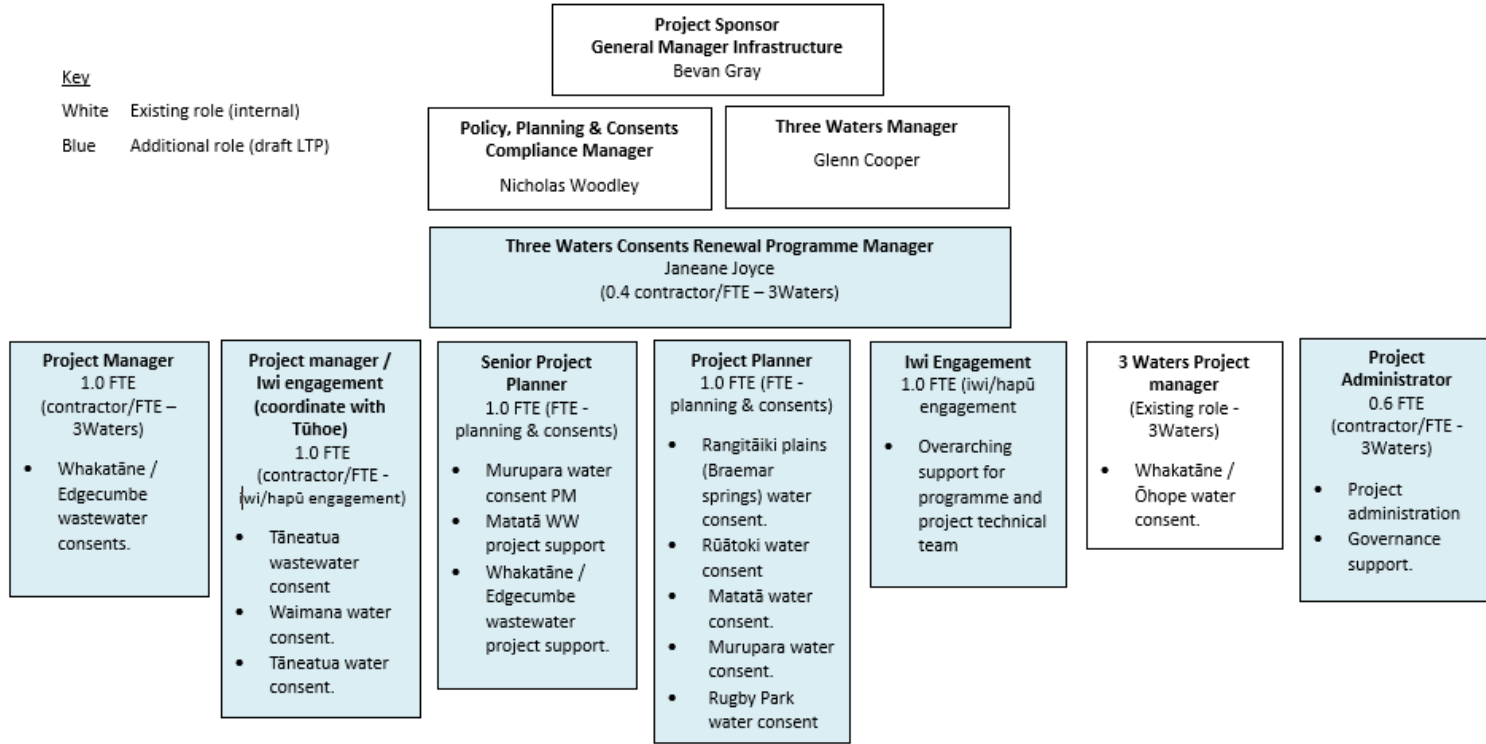 Project Sponsor
General Manager Infrastructure
Bevan Gray
Key
White Existing role (internal)
Blue Additional role (draft LTP)
Policy, Planning & Consents
Compliance Manager
Nicholas Woodley
Three Waters Manager
Glenn Cooper
Three Waters Consents Renewal Programme Manager
Janeane Joyce
(0.4 contractor/FTE – 3Waters)
Project Manager
1.0 FTE
(contractor/FTE –
3Waters)
• Whakatāne /
Edgecumbe
wastewater
consents.
Project manager /
Iwi engagement
(coordinate with
Tūhoe)
1.0 FTE
(contractor/FTE -
iwi/hapū engagement)
• Tāneatua
wastewater
consent
• Waimana water
consent.
• Tāneatua water
consent.
Senior Project
Planner
1.0 FTE (FTE -
planning & consents)
• Murupara water
consent PM
• Matatā WW
project support
• Whakatāne /
Edgecumbe
wastewater
project support.
Project Planner
1.0 FTE (FTE -
planning & consents)
• Rangitāiki plains
(Braemar
springs) water
consent.
• Rūātoki water
consent
• Matatā water
consent.
• Murupara water
consent.
• Rugby Park
water consent
Iwi Engagement
1.0 FTE (iwi/hapū
engagement
• Overarching
support for
programme and
project technical
team
3 Waters Project
manager
(Existing role -
3Waters)
• Whakatāne /
Ōhope water
consent.
Project
Administrator
0.6 FTE
(contractor/FTE -
3Waters)
• Project
administration
• Governance
support.